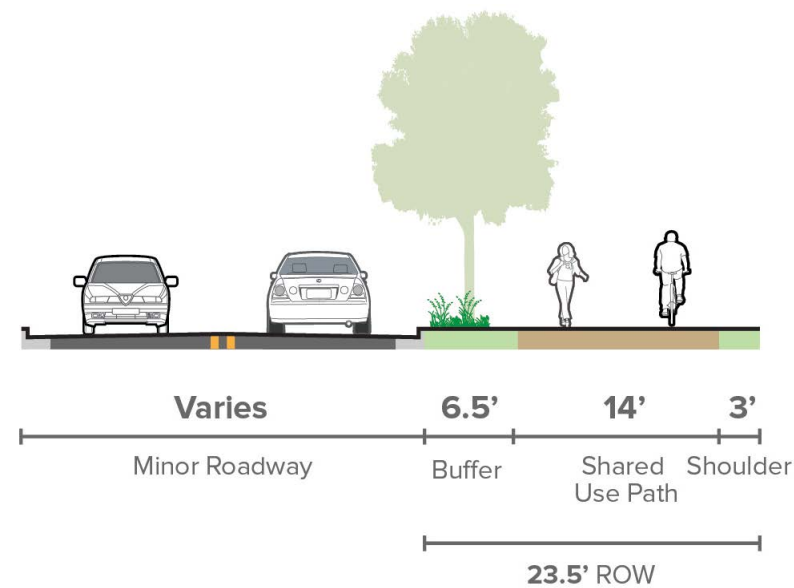 Varies 6.5’ 14’ 3’
Minor Roadway Buffer Shared Shoulder
Use Path
23.5’ ROW